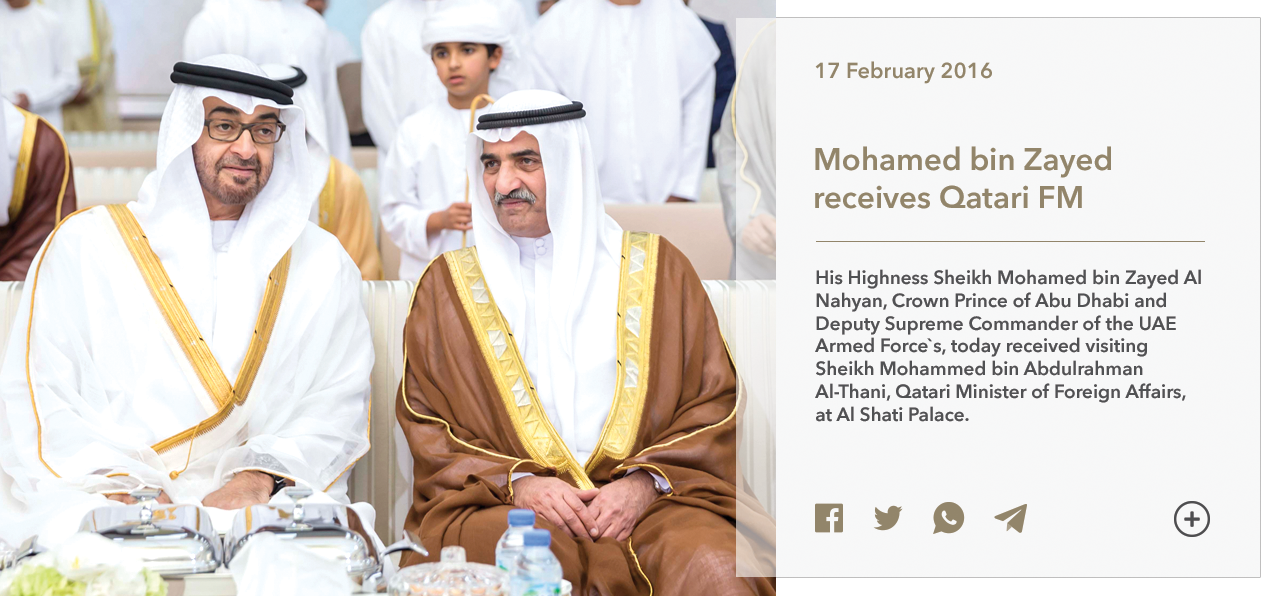 17 February 2016
Mohamed bin Zayed
receives Qatari FM
His Highness Sheikh Mohamed bin Zayed Al
Nahyan, Crown Prince of Abu Dhabi and
Deputy Supreme Commander of the UAE
Armed Force`s, today received visiting
Sheikh Mohammed bin Abdulrahman
Al-Thani, Qatari Minister of Foreign Affairs,
at Al Shati Palace.